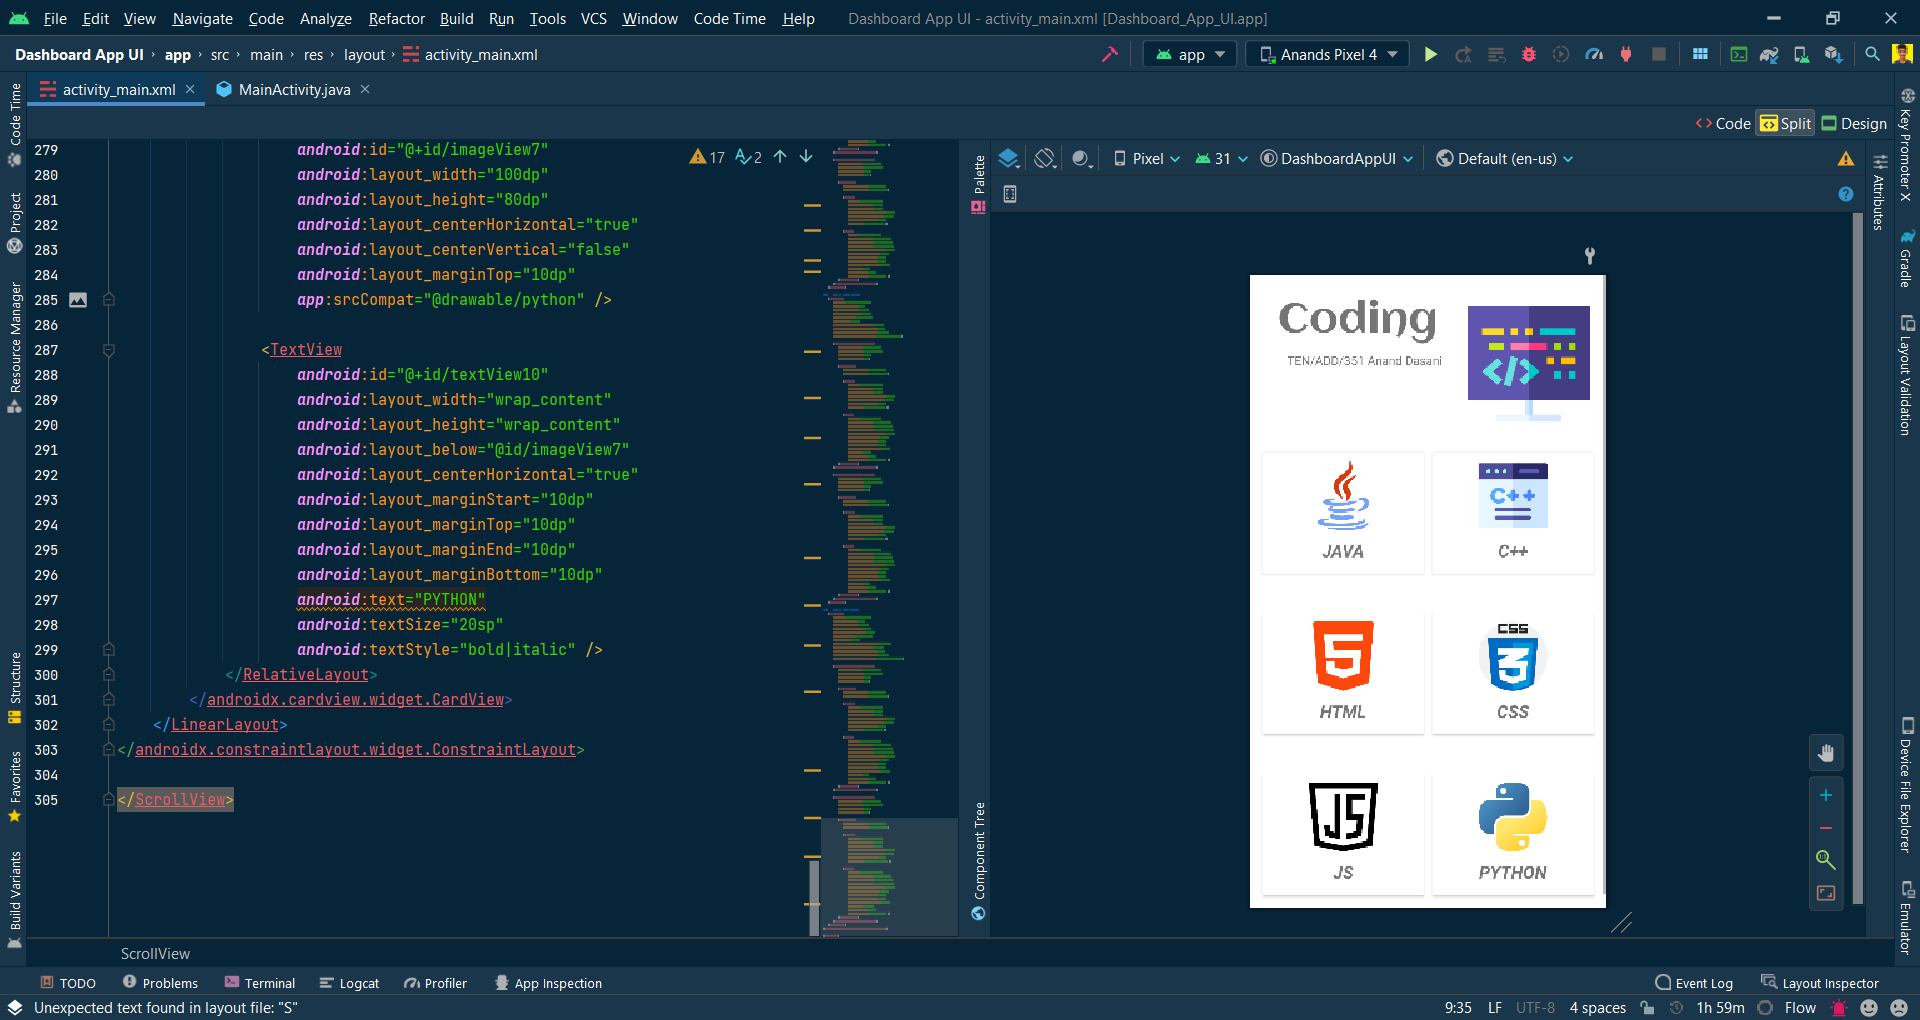 File Edit View Navigate Code Analyze Refactor Build Run Tools VCS Window Code Time Help Dashboard App UI - activity_main.xml [Dashboard_App_UI.app]
Dashboard App UI app src main res layout activity_main.xml app Anands Pixel 4
activity_main.xml MainActivity.java
Code Split Design
Code Time
Project
Resource Manager
Structure
Favorites
Build Variants
279 android:id="@+id/imageView7"
280 android:layout_width="100dp"
281 android:layout_height="80dp"
282 android:layout_centerHorizontal="true"
283 android:layout_centerVertical="false"
284 android:layout_marginTop="10dp"
285 app:srcCompat="@drawable/python" />
286
287 <TextView
288 android:id="@+id/textView10"
289 android:layout_width="wrap_content"
290 android:layout_height="wrap_content"
291 android:layout_below="@id/imageView7"
292 android:layout_centerHorizontal="true"
293 android:layout_marginStart="10dp"
294 android:layout_marginTop="10dp"
295 android:layout_marginEnd="10dp"
296 android:layout_marginBottom="10dp"
297 android:text="PYTHON"
298 android:textSize="20sp"
299 android:textStyle="bold|italic" />
300 </RelativeLayout>
301 </androidx.cardview.widget.CardView>
302 </LinearLayout>
303 </androidx.constraintlayout.widget.ConstraintLayout>
304
305 </ScrollView>
17 2
Palette
Component Tree
Pixel 31 DashboardAppUI Default (en-us)
Coding
TEN/ADD/351 Anand Dasani
</>
C++
JAVA C++
5
CSS
3
HTML CSS
JS
JS PYTHON
Attributes
Key Promoter X
Gradle
Layout Validation
Device File Explorer
Emulator
ScrollView
TODO Problems Terminal Logcat Profiler App Inspection Event Log Layout Inspector
Unexpected text found in layout file: "S" 9:35 LF UTF-8 4 spaces 1h 59m Flow